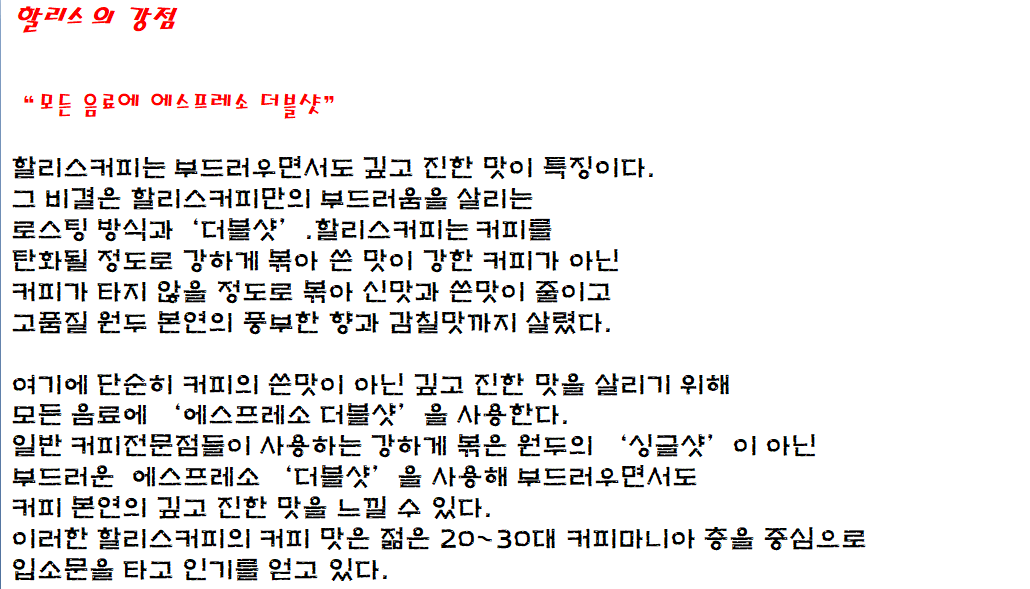 할리스의 강점
“모든 음료에 에스프레소 더블샷”
할리스커피는 부드러우면서도 깊고 진한 맛이 특징이다.
그 비결은 할리스커피만의 부드러움을 살리는
로스팅 방식과 ‘더블샷’ .할리스커피는 커피를
탄화될 정도로 강하게 볶아 쓴 맛이 강한 커피가 아닌
커피가 타지 않을 정도로 볶아 신맛과 쓴맛이 줄이고
고품질 원두 본연의 풍부한 향과 감칠맛까지 살렸다.
여기에 단순히 커피의 쓴맛이 아닌 깊고 진한 맛을 살리기 위해
모든 음료에 ‘에스프레소 더블샷’ 을 사용한다.
일반 커피전문점들이 사용하는 강하게 볶은 원두의 ‘싱글샷’ 이 아닌
부드러운 에스프레소 ‘더블샷’ 을 사용해 부드러우면서도
커피 본연의 깊고 진한 맛을 느낄 수 있다.
이러한 할리스커피의 커피 맛은 젊은 20~30대 커피마니아 층을 중심으로
입소문을 타고 인기를 얻고 있다.